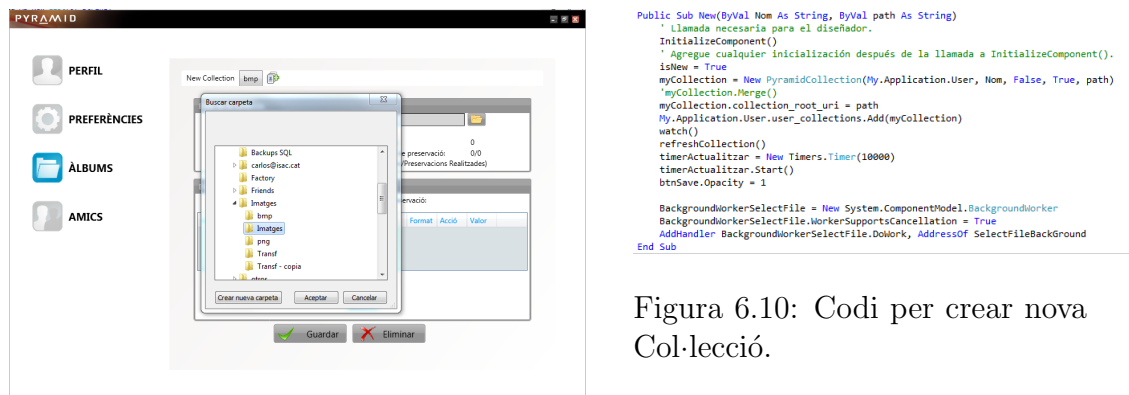 PYRAMID
PERFIL
PREFERÈNCIES
ÀLBUMS
AMICS
New Collection bmp
Buscar carpeta
Backups SQL
carlos@isac.cat
Factory
Friends
Imatges
bmp
Imatges
png
Transf
Transf - copia
Crear nueva carpeta Aceptar Cancelar
0
e preservació: 0/0
/Preservacions Realitzades)
ervació:
Format Acció Valor
Guardar Eliminar
Public Sub New(ByVal Nom As String, ByVal path As String)
' Llamada necesaria para el diseñador.
InitializeComponent()
' Agregue cualquier inicialización después de la llamada a InitializeComponent().
isNew = True
myCollection = New PyramidCollection(My.Application.User, Nom, False, True, path)
'myCollection.Merge()
myCollection.collection_root_uri = path
My.Application.User.user_collections.Add(myCollection)
watch()
refreshCollection()
timerActualitzar = New Timers.Timer(10000)
timerActualitzar.Start()
btnSave.Opacity = 1
BackgroundWorkerSelectFile = New System.ComponentModel.BackgroundWorker
BackgroundWorkerSelectFile.WorkerSupportsCancellation = True
AddHandler BackgroundWorkerSelectFile.DoWork, AddressOf SelectFileBackGround
End Sub
Figura 6.10: Codi per crear nova
Col·lecció.